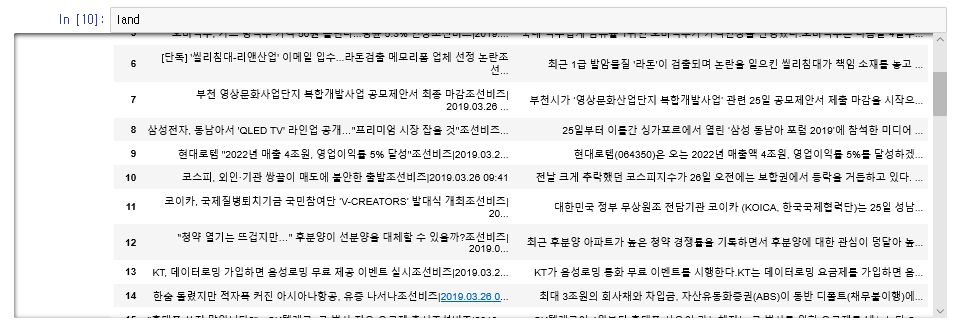 In [10]: land
6 [단독] '씰리침대-리앤산업' 이메일 입수...라돈검출 메모리폼 업체 선정 논란조
선... 최근 1급 발암물질 '라돈'이 검출되며 논란을 일으킨 씰리침대가 책임 소재를 놓고 ...
7 부천 영상문화사업단지 복합개발사업 공모제안서 최종 마감조선비즈|
2019.03.26 ... 부천시가 '영상문화산업단지 복합개발사업' 관련 25일 공모제안서 제출 마감을 시작으...
8 삼성전자, 동남아서 'QLED TV' 라인업 공개..."프리미엄 시장 잡을 것"조선비즈... 25일부터 이틀간 싱가포르에서 열린 '삼성 동남아 포럼 2019'에 참석한 미디어 ...
9 현대로템 "2022년 매출 4조원, 영업이익률 5% 달성"조선비즈|2019.03.2... 현대로템(064350)은 오는 2022년 매출액 4조원, 영업이익률 5%를 달성하겠...
10 코스피, 외인·기관 쌍끌이 매도에 불안한 출발조선비즈|2019.03.26 09:41 전날 크게 추락했던 코스피지수가 26일 오전에는 보합권에서 등락을 거듭하고 있다. ...
11 코이카, 국제질병퇴치기금 국민참여단 'V-CREATORS' 발대식 개최조선비즈|
20... 대한민국 정부 무상원조 전담기관 코이카 (KOICA, 한국국제협력단)는 25일 성남...
12 "청약 열기는 뜨겁지만..." 후분양이 선분양을 대체할 수 있을까?조선비즈|
2019.0... 최근 후분양 아파트가 높은 청약 경쟁률을 기록하면서 후분양에 대한 관심이 덩달아 높...
13 KT, 데이터로밍 가입하면 음성로밍 무료 제공 이벤트 실시조선비즈|2019.03.2... KT가 음성로밍 통화 무료 이벤트를 시행한다.KT는 데이터로밍 요금제를 가입하면 음...
14 한숨 돌렸지만 적자폭 커진 아시아나항공, 유증 나서나조선비즈|2019.03.26 0... 최대 3조원의 회사채와 차입금, 자산유동화증권(ABS)이 동반 디폴트(채무불이행)에...